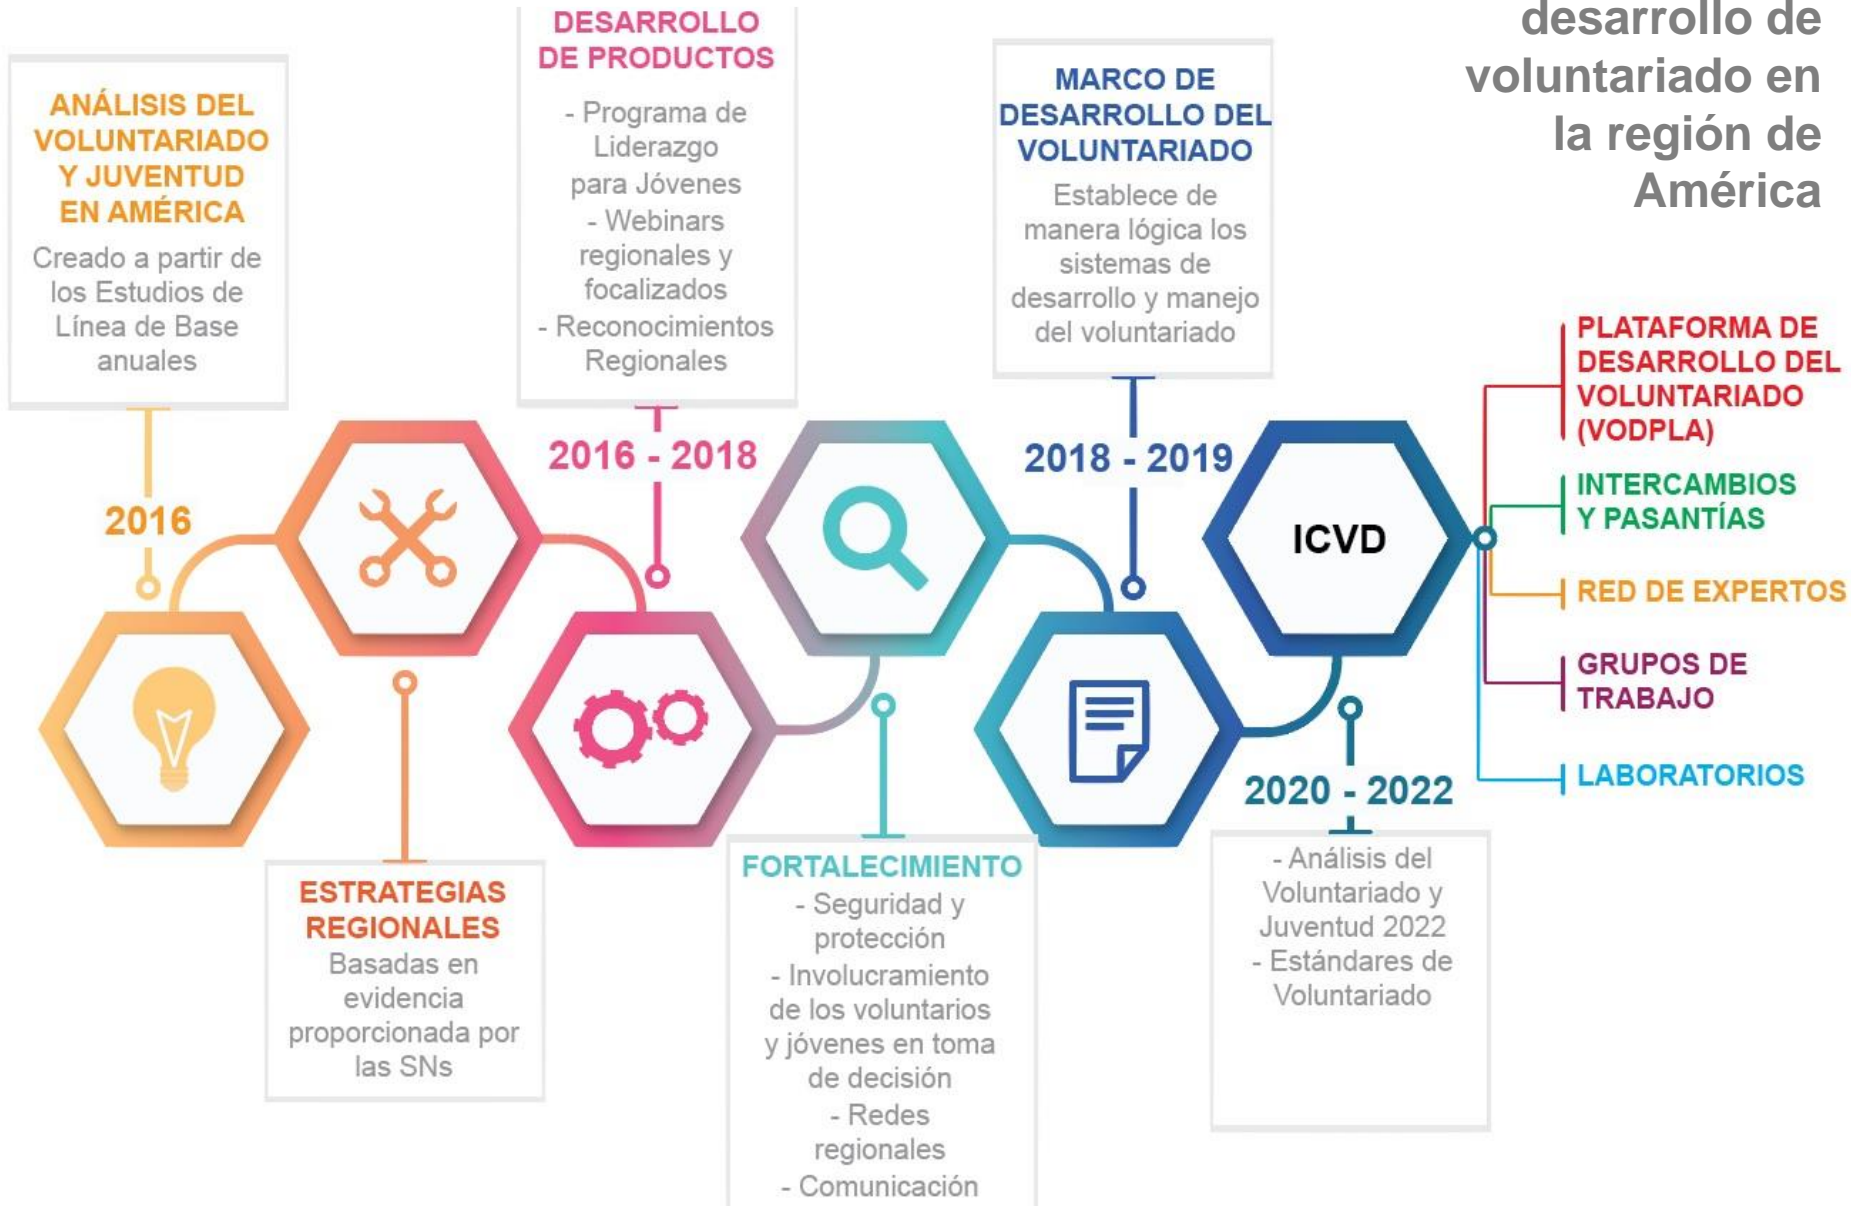 desarrollo de
voluntariado en
la región de
América
ANÁLISIS DEL
VOLUNTARIADO
Y JUVENTUD
EN AMÉRICA
Creado a partir de
los Estudios de
Línea de Base
anuales
2016
ESTRATEGIAS
REGIONALES
Basadas en
evidencia
proporcionada por
las SNs
DESARROLLO
DE PRODUCTOS
- Programa de
Liderazgo
para Jóvenes
- Webinars
regionales y
focalizados
- Reconocimientos
Regionales
2016 - 2018
FORTALECIMIENTO
- Seguridad y
protección
- Involucramiento
de los voluntarios
y jóvenes en toma
de decisión
- Redes
regionales
- Comunicación
MARCO DE
DESARROLLO DEL
VOLUNTARIADO
Establece de
manera lógica los
sistemas de
desarrollo y manejo
del voluntariado
2018 - 2019
ICVD
2020 - 2022
- Análisis del
Voluntariado y
Juventud 2022
- Estándares de
Voluntariado
PLATAFORMA DE
DESARROLLO DEL
VOLUNTARIADO
(VODPLA)
INTERCAMBIOS
Y PASANTÍAS
RED DE EXPERTOS
GRUPOS DE
TRABAJO
LABORATORIOS